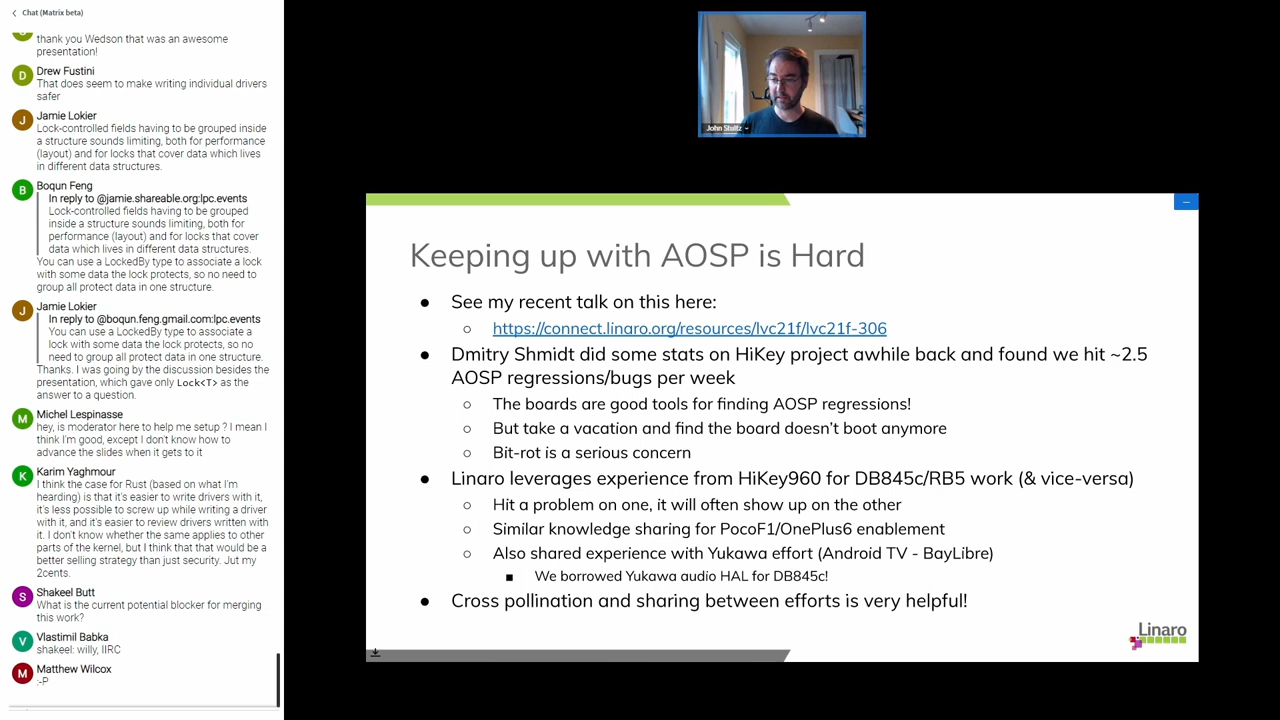 Chat (Matrix beta)
thank you Wedson that was an awesome
presentation!
D
Drew Fustini
That does seem to make writing individual drivers
safer
J
Jamie Lokier
Lock-controlled fields having to be grouped inside
a structure sounds limiting, both for performance
(layout) and for locks that cover data which lives
in different data structures.
B
Boqun Feng
In reply to @jamie.shareable.org:lpc.events
Lock-controlled fields having to be grouped
inside a structure sounds limiting, both for
performance (layout) and for locks that cover
data which lives in different data structures.
You can use a LockedBy type to associate a lock
with some data the lock protects, so no need to
group all protect data in one structure.
J
Jamie Lokier
In reply to @boqun.feng.gmail.com:lpc.events
You can use a LockedBy type to associate a
lock with some data the lock protects, so no
need to group all protect data in one structure.
Thanks. I was going by the discussion besides the
presentation, which gave only Lock<T> as the
answer to a question.
M
Michel Lespinasse
hey, is moderator here to help me setup ? I mean I
think I'm good, except I don't know how to
advance the slides when it gets to it
K
Karim Yaghmour
I think the case for Rust (based on what I'm
hearding) is that it's easier to write drivers with it,
it's less possible to screw up while writing a driver
with it, and it's easier to review drivers written with
it. I don't know whether the same applies to other
parts of the kernel, but I think that that would be a
better selling strategy than just security. Jut my
2cents.
S
Shakeel Butt
What is the current potential blocker for merging
this work?
V
Vlastimil Babka
shakeel: willy, IIRC
M
Matthew Wilcox
:-P
John Stultz
Keeping up with AOSP is Hard
● See my recent talk on this here:
○ https://connect.linaro.org/resources/lvc21f/lvc21f-306
● Dmitry Shmidt did some stats on HiKey project awhile back and found we hit ~2.5
AOSP regressions/bugs per week
○ The boards are good tools for finding AOSP regressions!
○ But take a vacation and find the board doesn't boot anymore
○ Bit-rot is a serious concern
● Linaro leverages experience from HiKey960 for DB845c/RB5 work (& vice-versa)
○ Hit a problem on one, it will often show up on the other
○ Similar knowledge sharing for PocoF1/OnePlus6 enablement
○ Also shared experience with Yukawa effort (Android TV - BayLibre)
■ We borrowed Yukawa audio HAL for DB845c!
● Cross pollination and sharing between efforts is very helpful!
Linaro